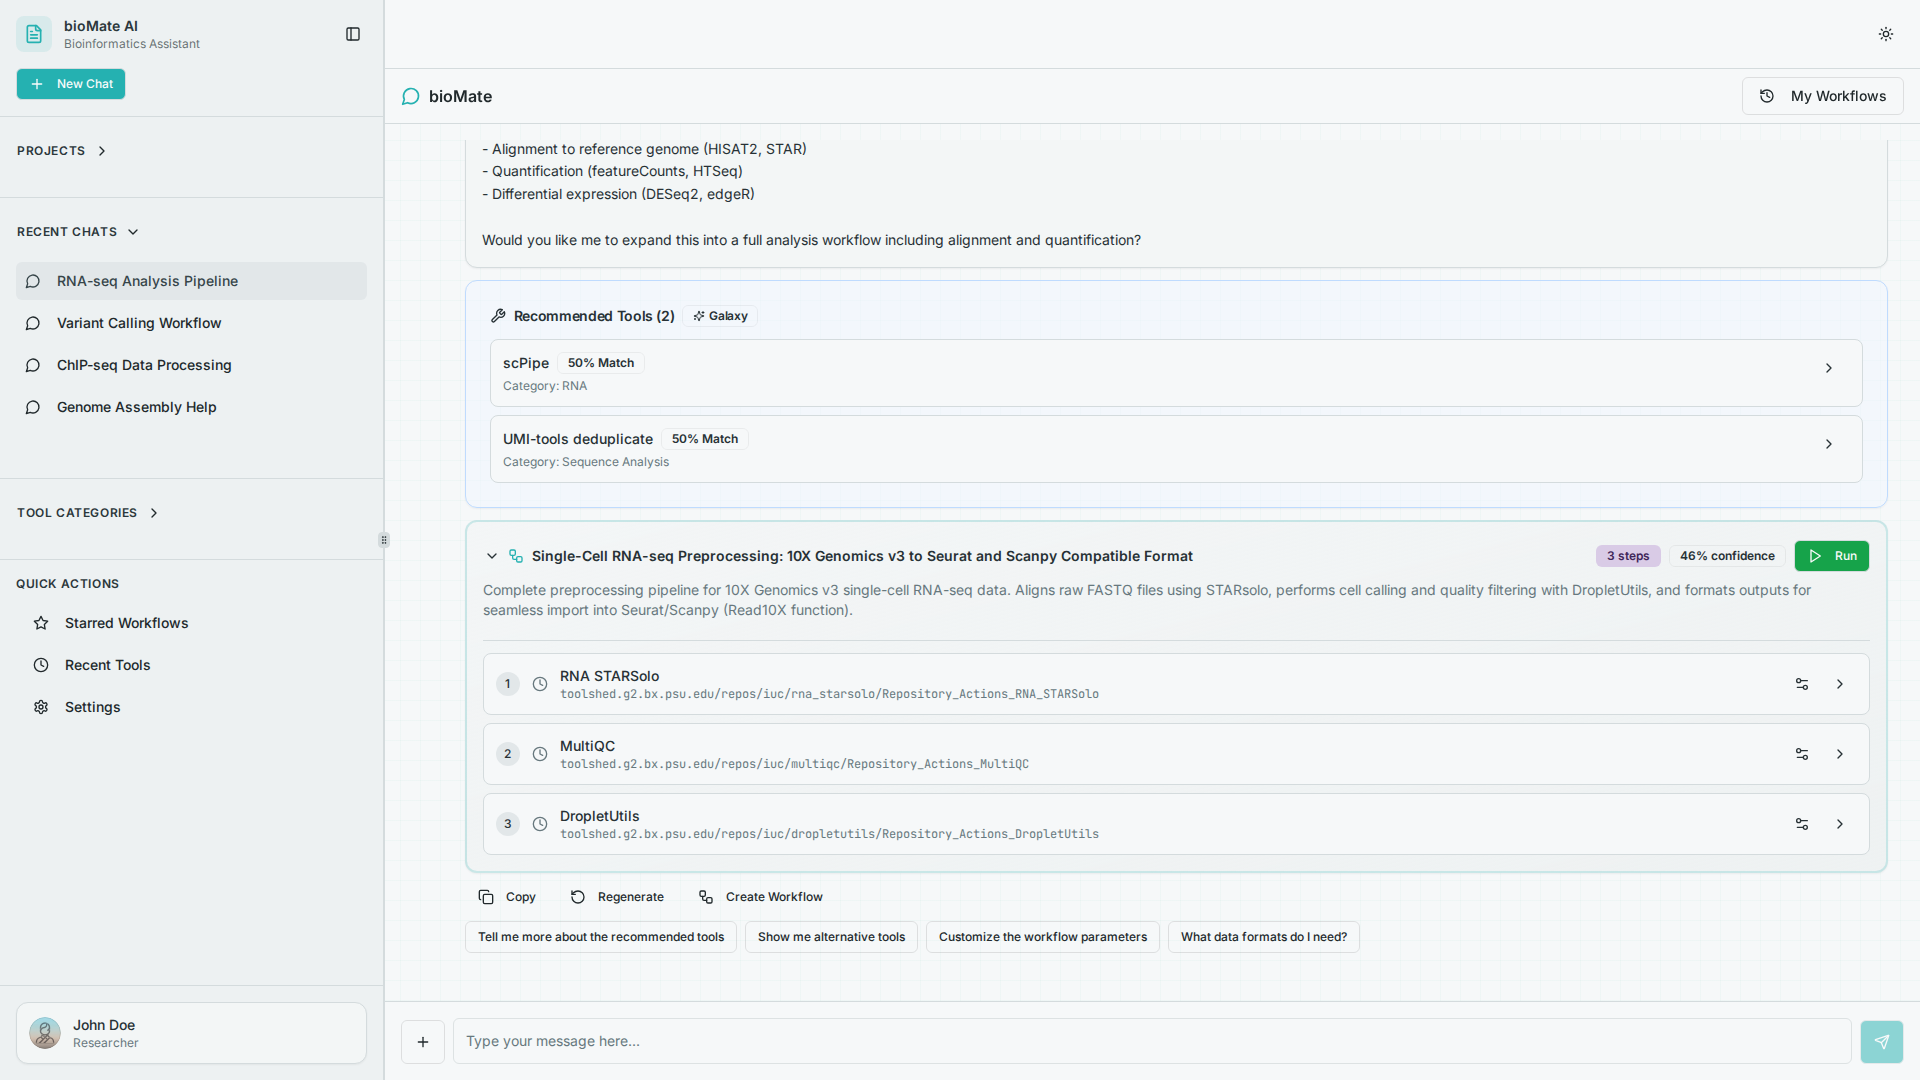 bioMate AI
Bioinformatics Assistant
New Chat
PROJECTS
RECENT CHATS
RNA-seq Analysis Pipeline
Variant Calling Workflow
ChIP-seq Data Processing
Genome Assembly Help
TOOL CATEGORIES
QUICK ACTIONS
Starred Workflows
Recent Tools
Settings
John Doe
Researcher
bioMate
My Workflows
- Alignment to reference genome (HISAT2, STAR)
- Quantification (featureCounts, HTSeq)
- Differential expression (DESeq2, edgeR)
Would you like me to expand this into a full analysis workflow including alignment and quantification?
Recommended Tools (2) Galaxy
scPipe 50% Match
Category: RNA
UMI-tools deduplicate 50% Match
Category: Sequence Analysis
Single-Cell RNA-seq Preprocessing: 10X Genomics v3 to Seurat and Scanpy Compatible Format 3 steps 46% confidence Run
Complete preprocessing pipeline for 10X Genomics v3 single-cell RNA-seq data. Aligns raw FASTQ files using STARsolo, performs cell calling and quality filtering with DropletUtils, and formats outputs for
seamless import into Seurat/Scanpy (Read10X function).
1 RNA STARSolo
toolshed.g2.bx.psu.edu/repos/iuc/rna_starsolo/Repository_Actions_RNA_STARSolo
2 MultiQC
toolshed.g2.bx.psu.edu/repos/iuc/multiqc/Repository_Actions_MultiQC
3 DropletUtils
toolshed.g2.bx.psu.edu/repos/iuc/dropletutils/Repository_Actions_DropletUtils
Copy Regenerate Create Workflow
Tell me more about the recommended tools Show me alternative tools Customize the workflow parameters What data formats do I need?
Type your message here...